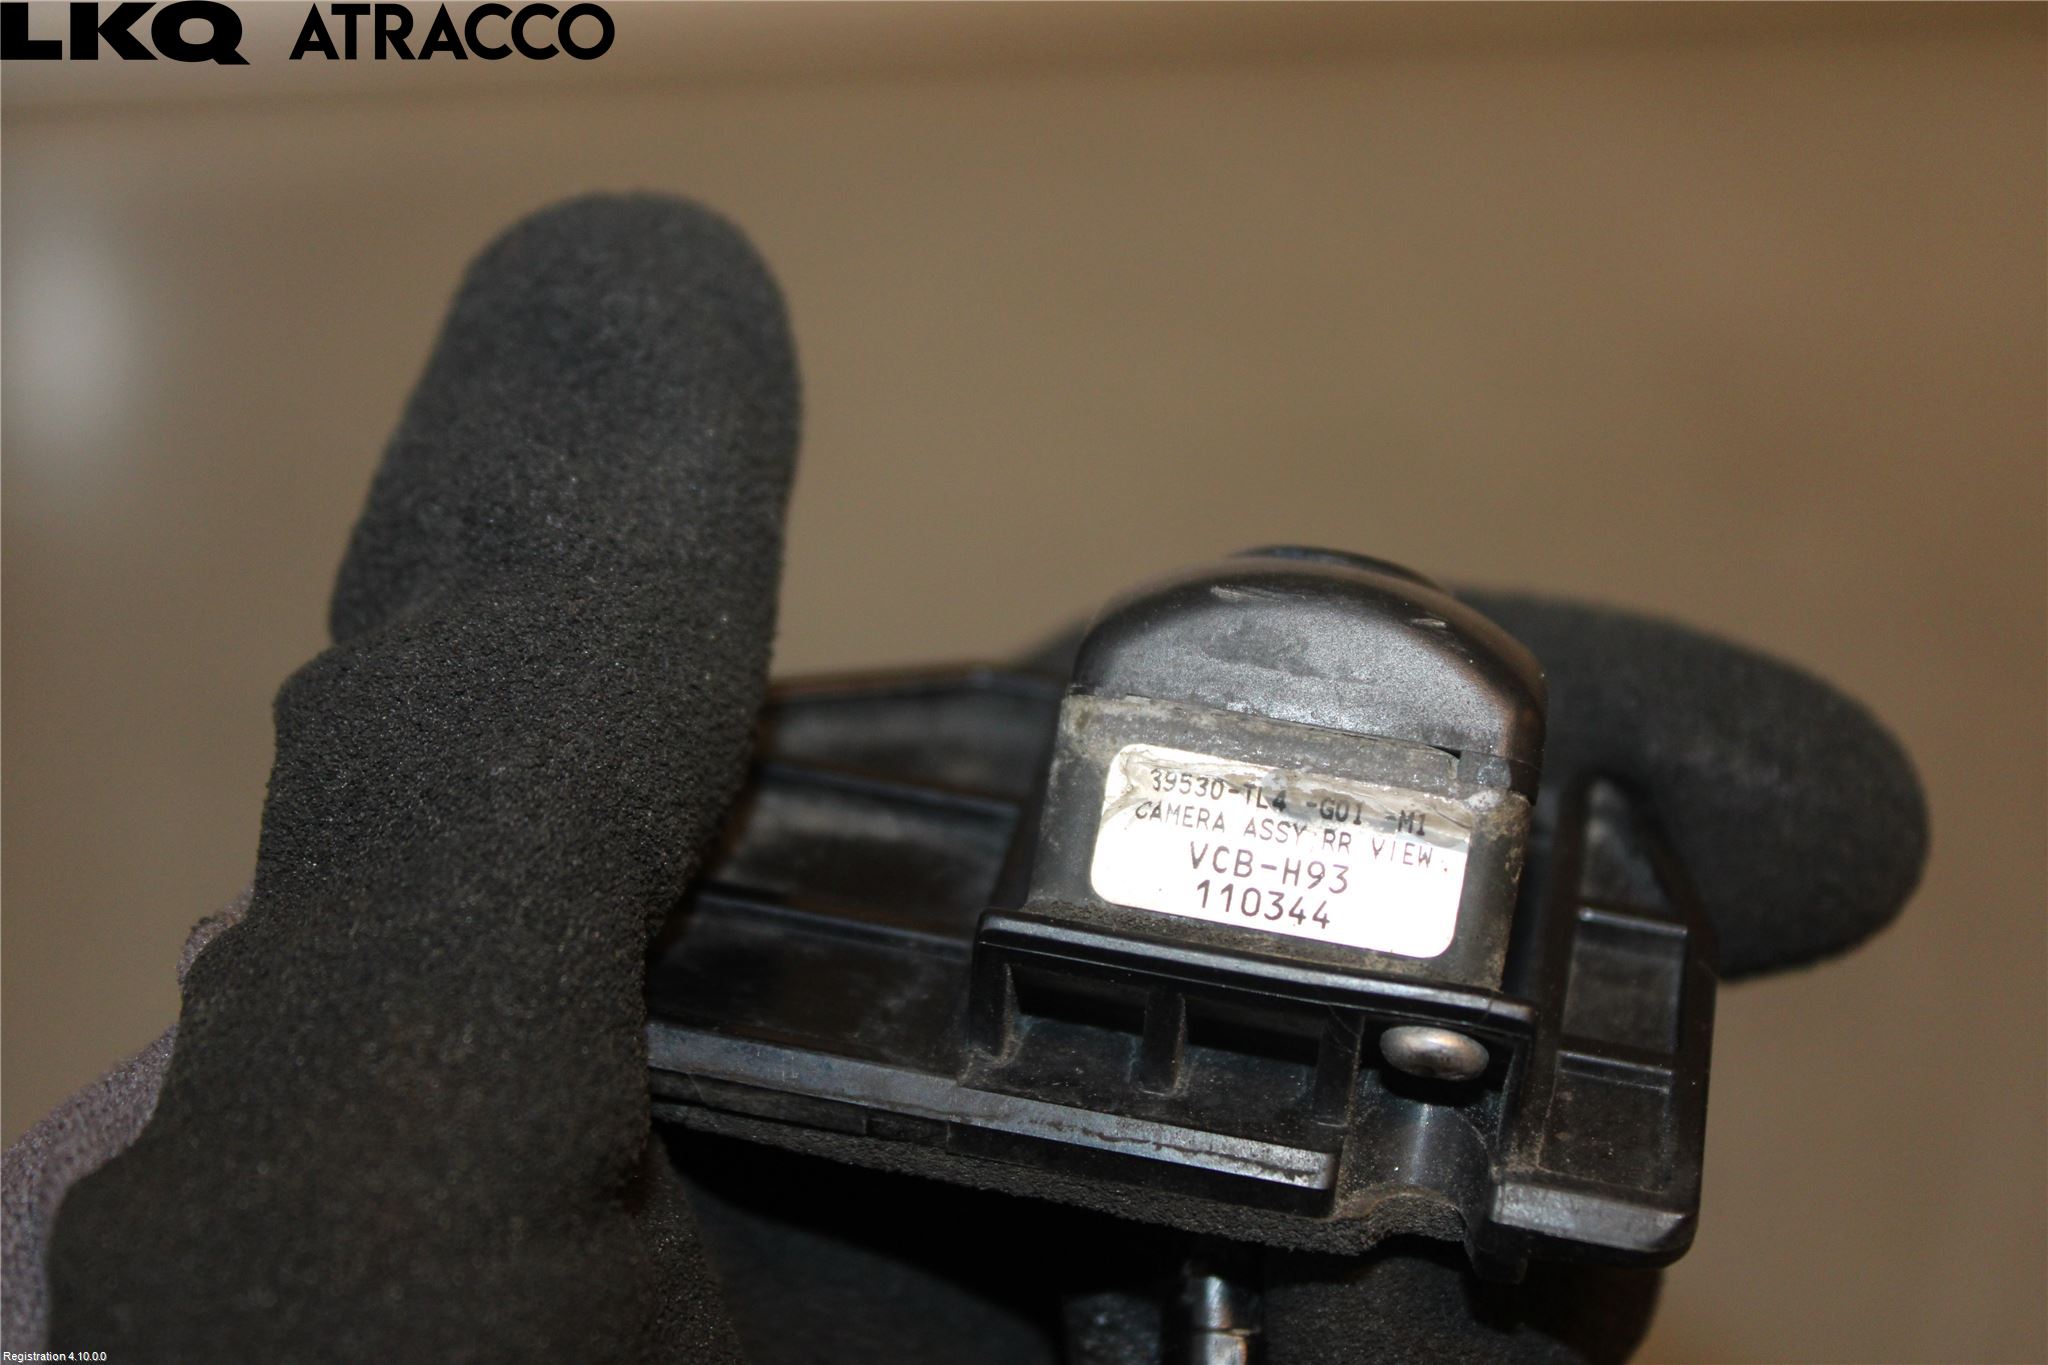 LKQ ATRACCO
39530-TL4 -G01 -M1
CAMERA ASSY,RR VIEW.
VCB-H93
110344
Registration 4.10.0.0